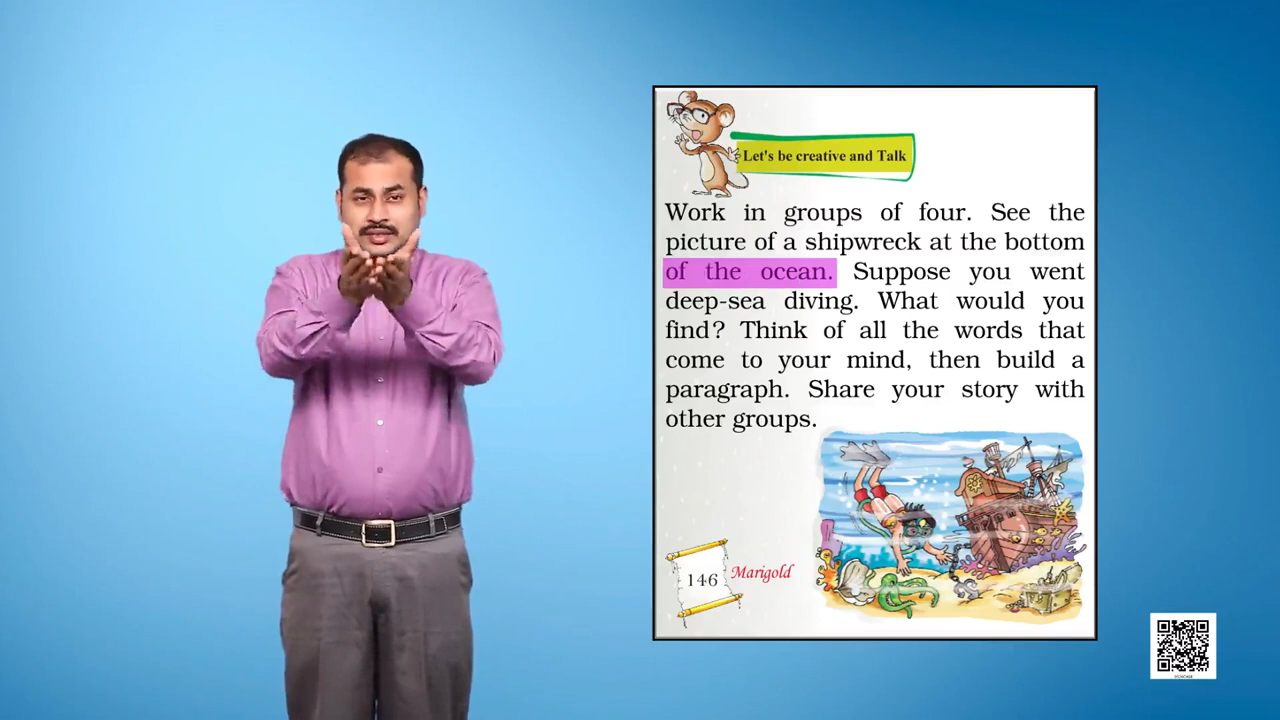 Let's be creative and Talk
Work in groups of four. See the
picture of a shipwreck at the bottom
of the ocean. Suppose you went
deep-sea diving. What would you
find? Think of all the words that
come to your mind, then build a
paragraph. Share your story with
other groups.
146
Marigold